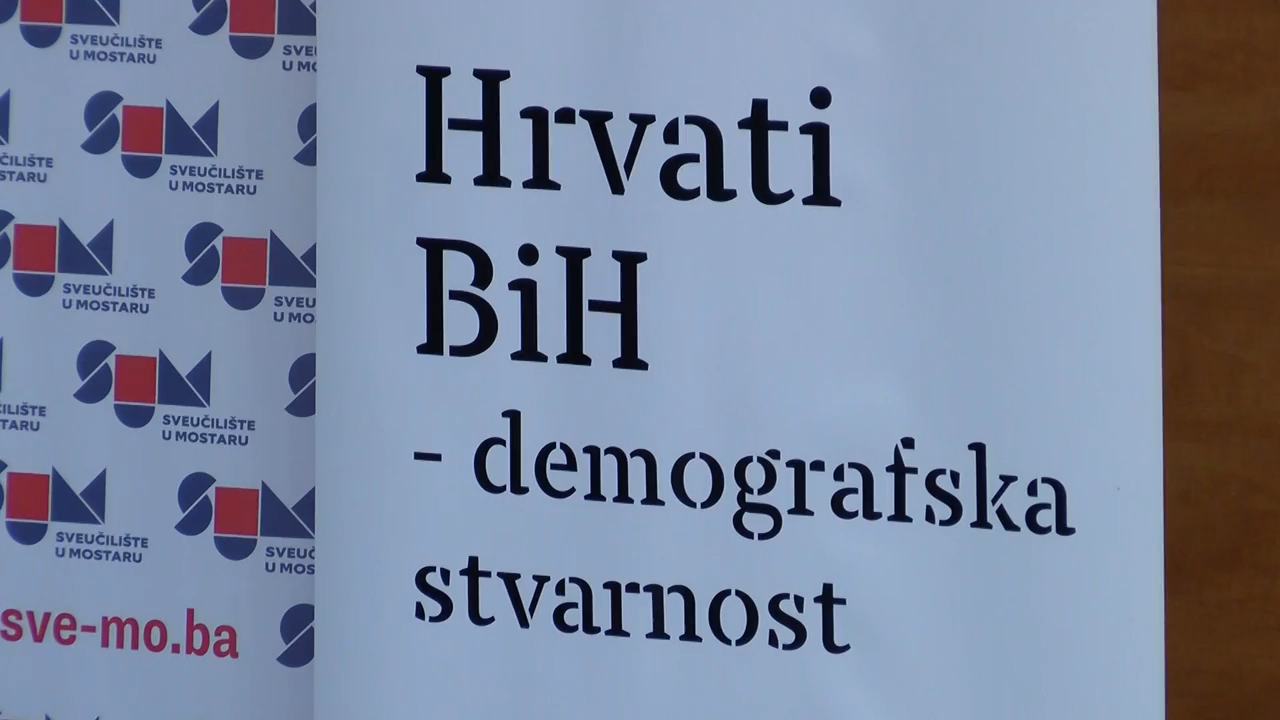 SVEUČILIŠTE
U MOSTARU
SVEUČILIŠTE
U MOSTARU
SVEUČILIŠTE
U MOSTARU
SVEUČILIŠTE
U MOSTARU
SVEUČILIŠTE
U MOSTARU
sve-mo.ba
Hrvati
BiH
- demografska
stvarnost